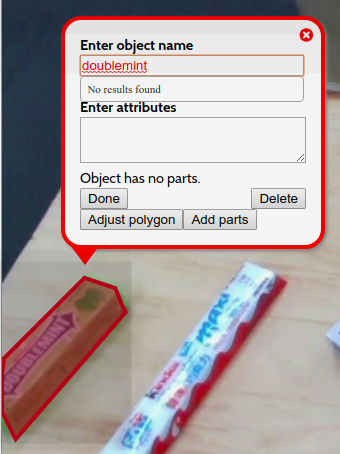 Enter object name
doublemint
No results found
Enter attributes
Object has no parts.
Done Delete
Adjust polygon Add parts
DOUBLEMINT
Kinder
MAXI